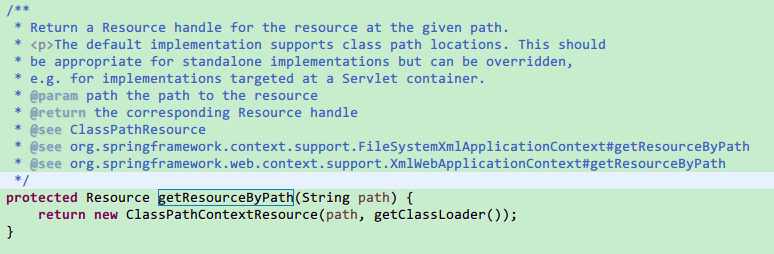 /**
 * Return a Resource handle for the resource at the given path.
 * <p>The default implementation supports class path locations. This should
 * be appropriate for standalone implementations but can be overridden,
 * e.g. for implementations targeted at a Servlet container.
 * @param path the path to the resource
 * @return the corresponding Resource handle
 * @see ClassPathResource
 * @see org.springframework.context.support.FileSystemXmlApplicationContext#getResourceByPath
 * @see org.springframework.web.context.support.XmlWebApplicationContext#getResourceByPath
 */
protected Resource getResourceByPath(String path) {
    return new ClassPathContextResource(path, getClassLoader());
}